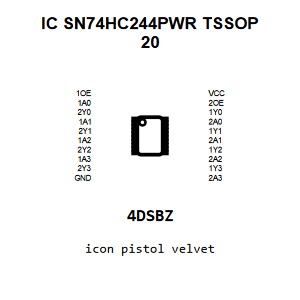 IC SN74HC244PWR TSSOP
20
1OE VCC
1A0 2OE
2Y0 1Y0
1A1 2A0
2Y1 1Y1
1A2 2A1
2Y2 1Y2
1A3 2A2
2Y3 1Y3
GND 2A3
4DSBZ
icon pistol velvet